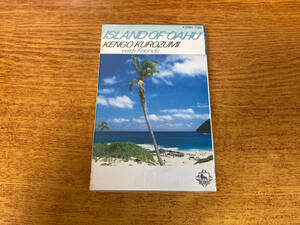 ISLAND OF OAHU
KENGO KUROZUMI
with Friends